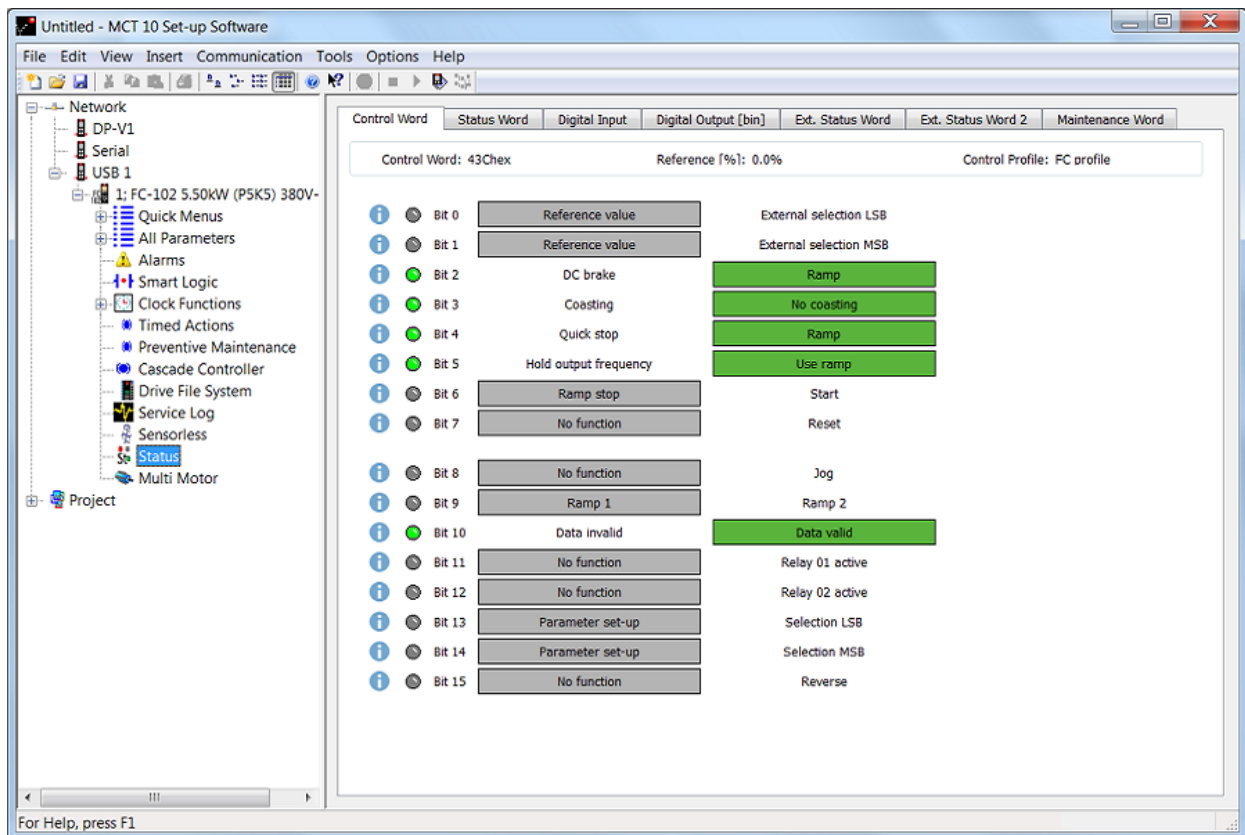 Untitled - MCT 10 Set-up Software
File Edit View Insert Communication Tools Options Help
Network
DP-V1
Serial
USB 1
1; FC-102 5.50kW (P5K5) 380V-
Quick Menus
All Parameters
Alarms
Smart Logic
Clock Functions
Timed Actions
Preventive Maintenance
Cascade Controller
Drive File System
Service Log
Sensorless
Status
Multi Motor
Project
Control Word Status Word Digital Input Digital Output [bin] Ext. Status Word Ext. Status Word 2 Maintenance Word
Control Word: 43Chex Reference [%]: 0.0% Control Profile: FC profile
Bit 0 Reference value External selection LSB
Bit 1 Reference value External selection MSB
Bit 2 DC brake Ramp
Bit 3 Coasting No coasting
Bit 4 Quick stop Ramp
Bit 5 Hold output frequency Use ramp
Bit 6 Ramp stop Start
Bit 7 No function Reset
Bit 8 No function Jog
Bit 9 Ramp 1 Ramp 2
Bit 10 Data invalid Data valid
Bit 11 No function Relay 01 active
Bit 12 No function Relay 02 active
Bit 13 Parameter set-up Selection LSB
Bit 14 Parameter set-up Selection MSB
Bit 15 No function Reverse
For Help, press F1